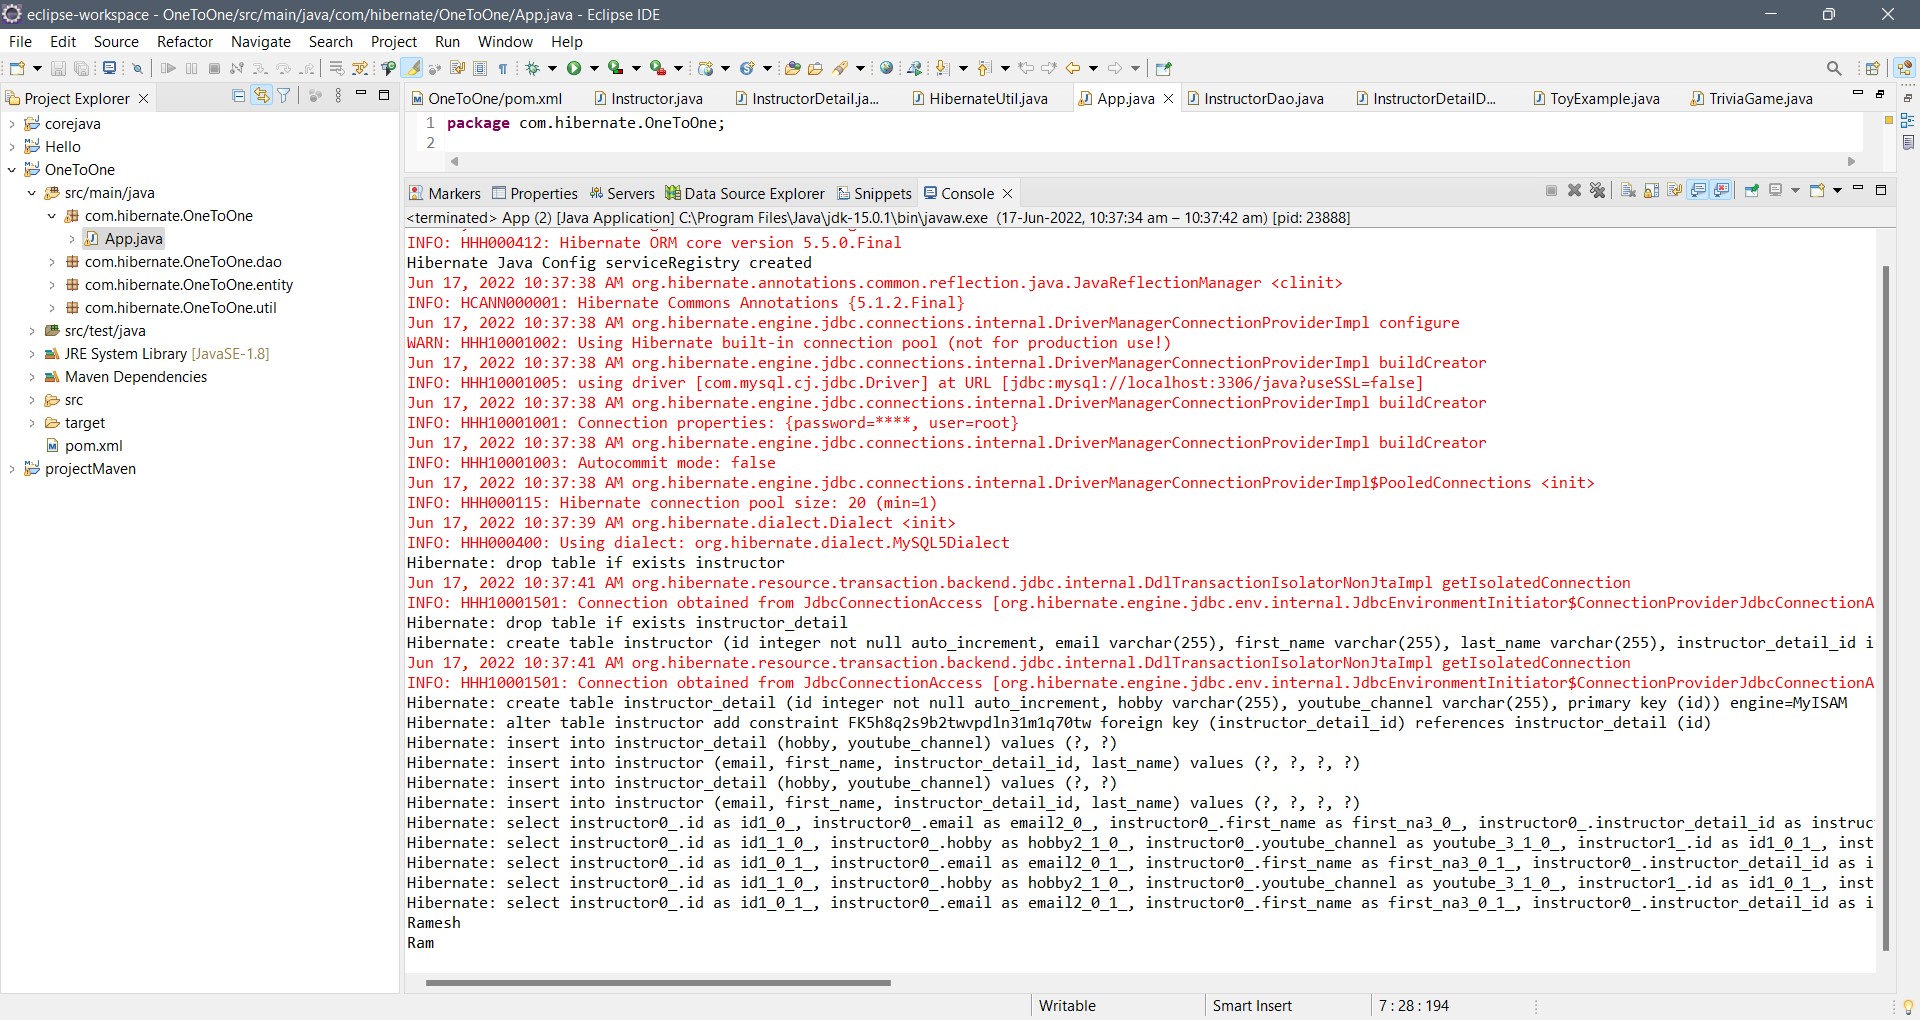 eclipse-workspace - OneToOne/src/main/java/com/hibernate/OneToOne/App.java - Eclipse IDE
File Edit Source Refactor Navigate Search Project Run Window Help
Project Explorer
corejava
Hello
OneToOne
src/main/java
com.hibernate.OneToOne
App.java
com.hibernate.OneToOne.dao
com.hibernate.OneToOne.entity
com.hibernate.OneToOne.util
src/test/java
JRE System Library [JavaSE-1.8]
Maven Dependencies
src
target
pom.xml
projectMaven
OneToOne/pom.xml Instructor.java InstructorDetail.ja... HibernateUtil.java App.java InstructorDao.java InstructorDetailD... ToyExample.java TriviaGame.java
1 package com.hibernate.OneToOne;
2
Markers Properties Servers Data Source Explorer Snippets Console
<terminated> App (2) [Java Application] C:\Program Files\Java\jdk-15.0.1\bin\javaw.exe (17-Jun-2022, 10:37:34 am – 10:37:42 am) [pid: 23888]
INFO: HHH000412: Hibernate ORM core version 5.5.0.Final
Hibernate Java Config serviceRegistry created
Jun 17, 2022 10:37:38 AM org.hibernate.annotations.common.reflection.java.JavaReflectionManager <clinit>
INFO: HCANN000001: Hibernate Commons Annotations {5.1.2.Final}
Jun 17, 2022 10:37:38 AM org.hibernate.engine.jdbc.connections.internal.DriverManagerConnectionProviderImpl configure
WARN: HHH10001002: Using Hibernate built-in connection pool (not for production use!)
Jun 17, 2022 10:37:38 AM org.hibernate.engine.jdbc.connections.internal.DriverManagerConnectionProviderImpl buildCreator
INFO: HHH10001005: using driver [com.mysql.cj.jdbc.Driver] at URL [jdbc:mysql://localhost:3306/java?useSSL=false]
Jun 17, 2022 10:37:38 AM org.hibernate.engine.jdbc.connections.internal.DriverManagerConnectionProviderImpl buildCreator
INFO: HHH10001001: Connection properties: {password=****, user=root}
Jun 17, 2022 10:37:38 AM org.hibernate.engine.jdbc.connections.internal.DriverManagerConnectionProviderImpl buildCreator
INFO: HHH10001003: Autocommit mode: false
Jun 17, 2022 10:37:38 AM org.hibernate.engine.jdbc.connections.internal.DriverManagerConnectionProviderImpl$PooledConnections <init>
INFO: HHH000115: Hibernate connection pool size: 20 (min=1)
Jun 17, 2022 10:37:39 AM org.hibernate.dialect.Dialect <init>
INFO: HHH000400: Using dialect: org.hibernate.dialect.MySQL5Dialect
Hibernate: drop table if exists instructor
Jun 17, 2022 10:37:41 AM org.hibernate.resource.transaction.backend.jdbc.internal.DdlTransactionIsolatorNonJtaImpl getIsolatedConnection
INFO: HHH10001501: Connection obtained from JdbcConnectionAccess [org.hibernate.engine.jdbc.env.internal.JdbcEnvironmentInitiator$ConnectionProviderJdbcConnectionA
Hibernate: drop table if exists instructor_detail
Hibernate: create table instructor (id integer not null auto_increment, email varchar(255), first_name varchar(255), last_name varchar(255), instructor_detail_id i
Jun 17, 2022 10:37:41 AM org.hibernate.resource.transaction.backend.jdbc.internal.DdlTransactionIsolatorNonJtaImpl getIsolatedConnection
INFO: HHH10001501: Connection obtained from JdbcConnectionAccess [org.hibernate.engine.jdbc.env.internal.JdbcEnvironmentInitiator$ConnectionProviderJdbcConnectionA
Hibernate: create table instructor_detail (id integer not null auto_increment, hobby varchar(255), youtube_channel varchar(255), primary key (id)) engine=MyISAM
Hibernate: alter table instructor add constraint FK5h8q2s9b2twvpdln31m1q70tw foreign key (instructor_detail_id) references instructor_detail (id)
Hibernate: insert into instructor_detail (hobby, youtube_channel) values (?, ?)
Hibernate: insert into instructor (email, first_name, instructor_detail_id, last_name) values (?, ?, ?, ?)
Hibernate: insert into instructor_detail (hobby, youtube_channel) values (?, ?)
Hibernate: insert into instructor (email, first_name, instructor_detail_id, last_name) values (?, ?, ?, ?)
Hibernate: select instructor0_.id as id1_0_, instructor0_.email as email2_0_, instructor0_.first_name as first_na3_0_, instructor0_.instructor_detail_id as instruc
Hibernate: select instructor0_.id as id1_1_0_, instructor0_.hobby as hobby2_1_0_, instructor0_.youtube_channel as youtube_3_1_0_, instructor1_.id as id1_0_1_, inst
Hibernate: select instructor0_.id as id1_0_1_, instructor0_.email as email2_0_1_, instructor0_.first_name as first_na3_0_1_, instructor0_.instructor_detail_id as i
Hibernate: select instructor0_.id as id1_1_0_, instructor0_.hobby as hobby2_1_0_, instructor0_.youtube_channel as youtube_3_1_0_, instructor1_.id as id1_0_1_, inst
Hibernate: select instructor0_.id as id1_0_1_, instructor0_.email as email2_0_1_, instructor0_.first_name as first_na3_0_1_, instructor0_.instructor_detail_id as i
Ramesh
Ram
Writable Smart Insert 7 : 28 : 194